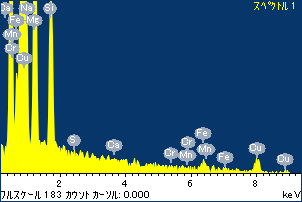 スペクトル 1
Ca Fe Na Mn Mg Cr Cu Si
S Ca Cr Cr Mn Fe Mn Fe Cu Cu
2 4 6 8
フルスケール 183 カウント カーソル: 0.000 keV